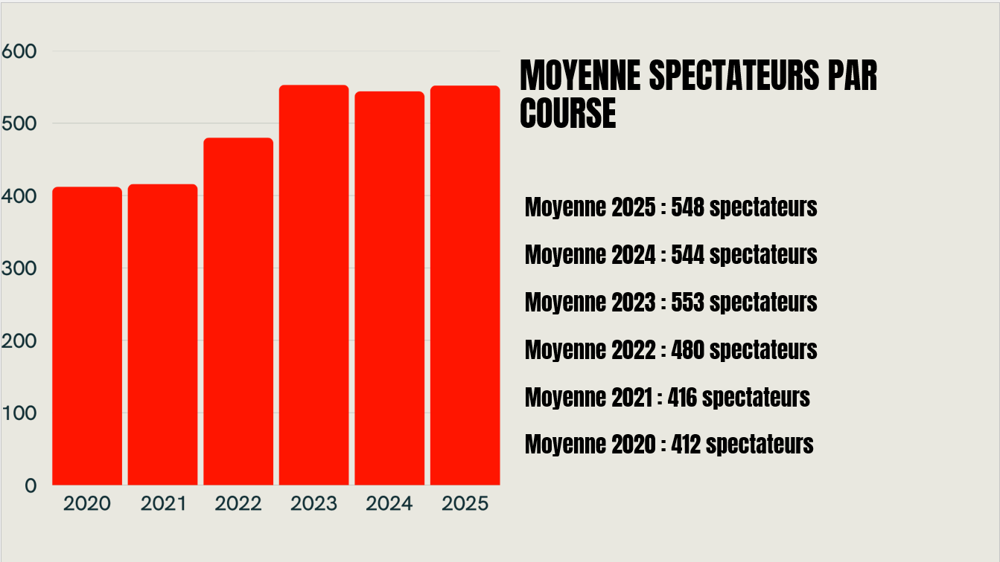 600
500
400
300
200
100
0
2020 2021 2022 2023 2024 2025
MOYENNE SPECTATEURS PAR
COURSE
Moyenne 2025 : 548 spectateurs
Moyenne 2024 : 544 spectateurs
Moyenne 2023 : 553 spectateurs
Moyenne 2022 : 480 spectateurs
Moyenne 2021 : 416 spectateurs
Moyenne 2020 : 412 spectateurs